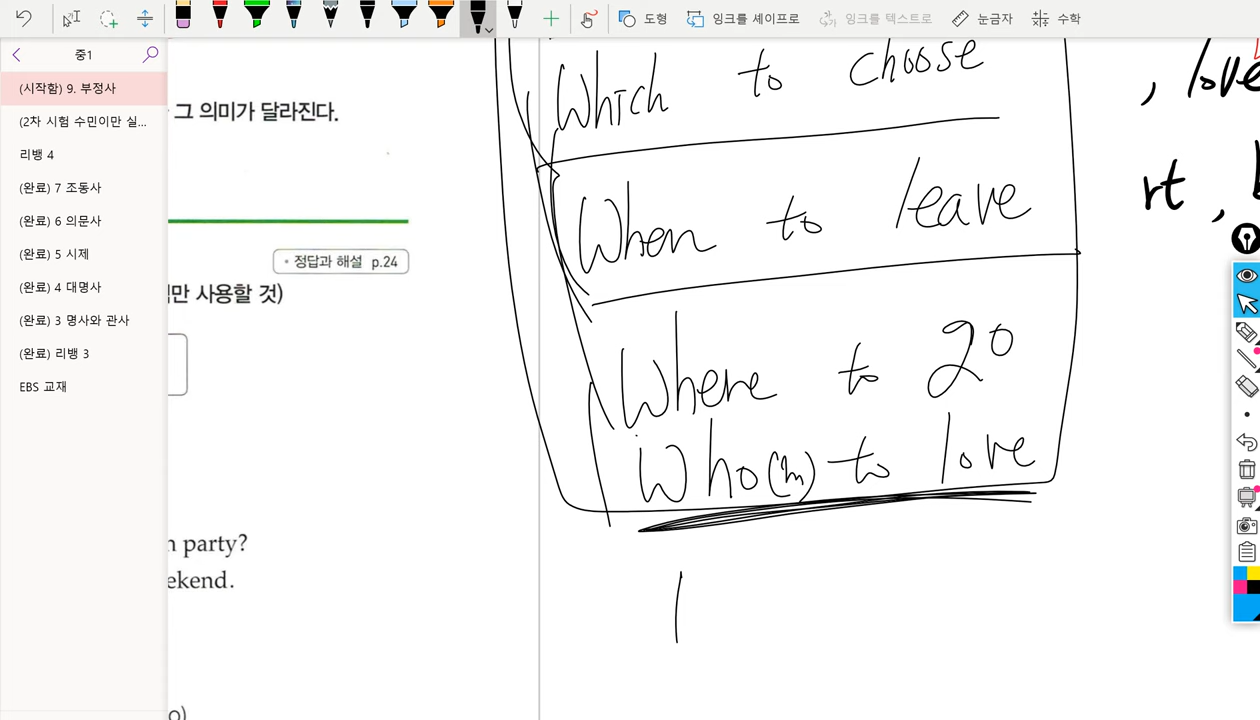 도형
잉크를 셰이프로
잉크를 텍스트로
눈금자
수학
중1
(시작함) 9. 부정사
(2차 시험 수민이만 실...
리뱅 4
(완료) 7 조동사
(완료) 6 의문사
(완료) 5 시제
(완료) 4 대명사
(완료) 3 명사와 관사
(완료) 리뱅 3
EBS 교재
그 의미가 달라진다.
• 정답과 해설 p.24
만 사용할 것)
party?
ekend.
Which to choose
When to leave
Where to go
Who(m) to love
, love
rt,